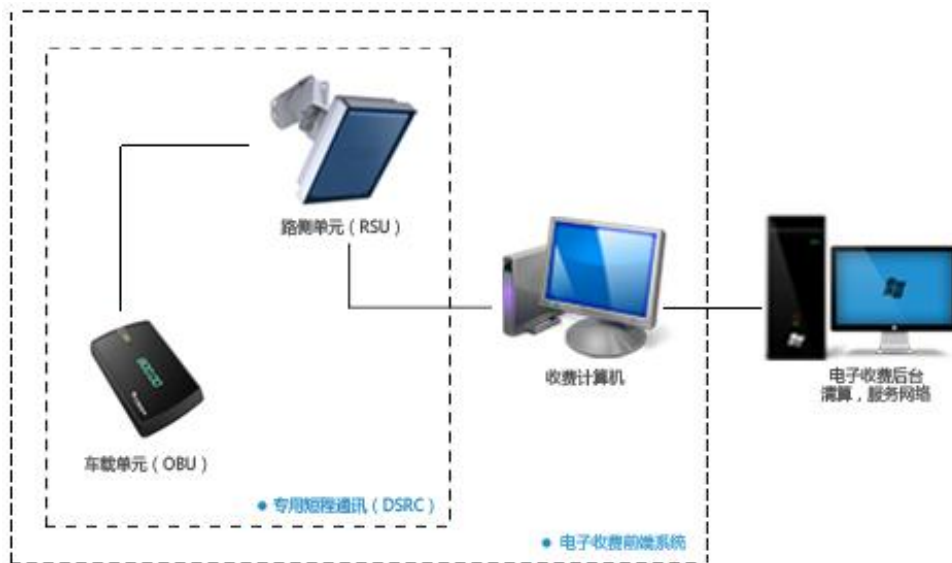 路侧单元（RSU）
收费计算机
电子收费后台
清算，服务网络
车载单元（OBU）
● 专用短程通讯（DSRC）
● 电子收费前端系统